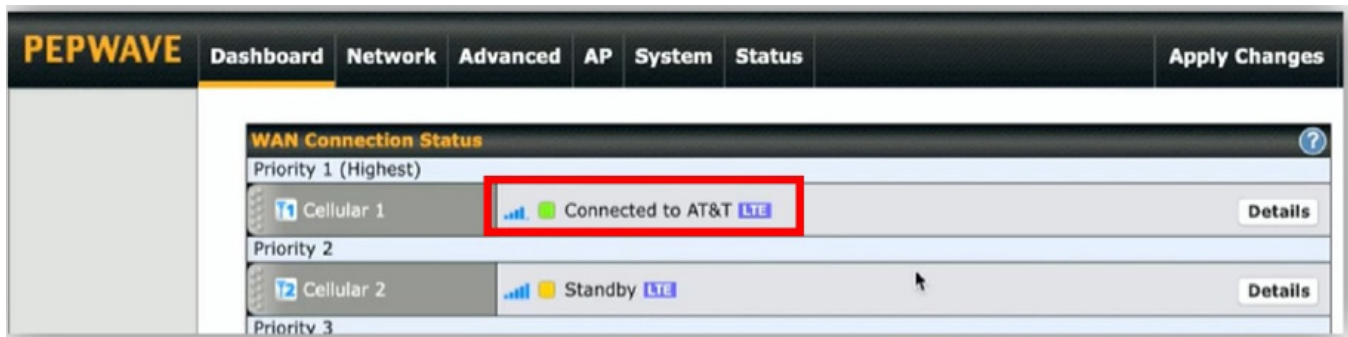 PEPWAVE Dashboard Network Advanced AP System Status Apply Changes
WAN Connection Status ?
Priority 1 (Highest)
1 Cellular 1 Connected to AT&T LTE Details
Priority 2
2 Cellular 2 Standby LTE Details
Priority 3